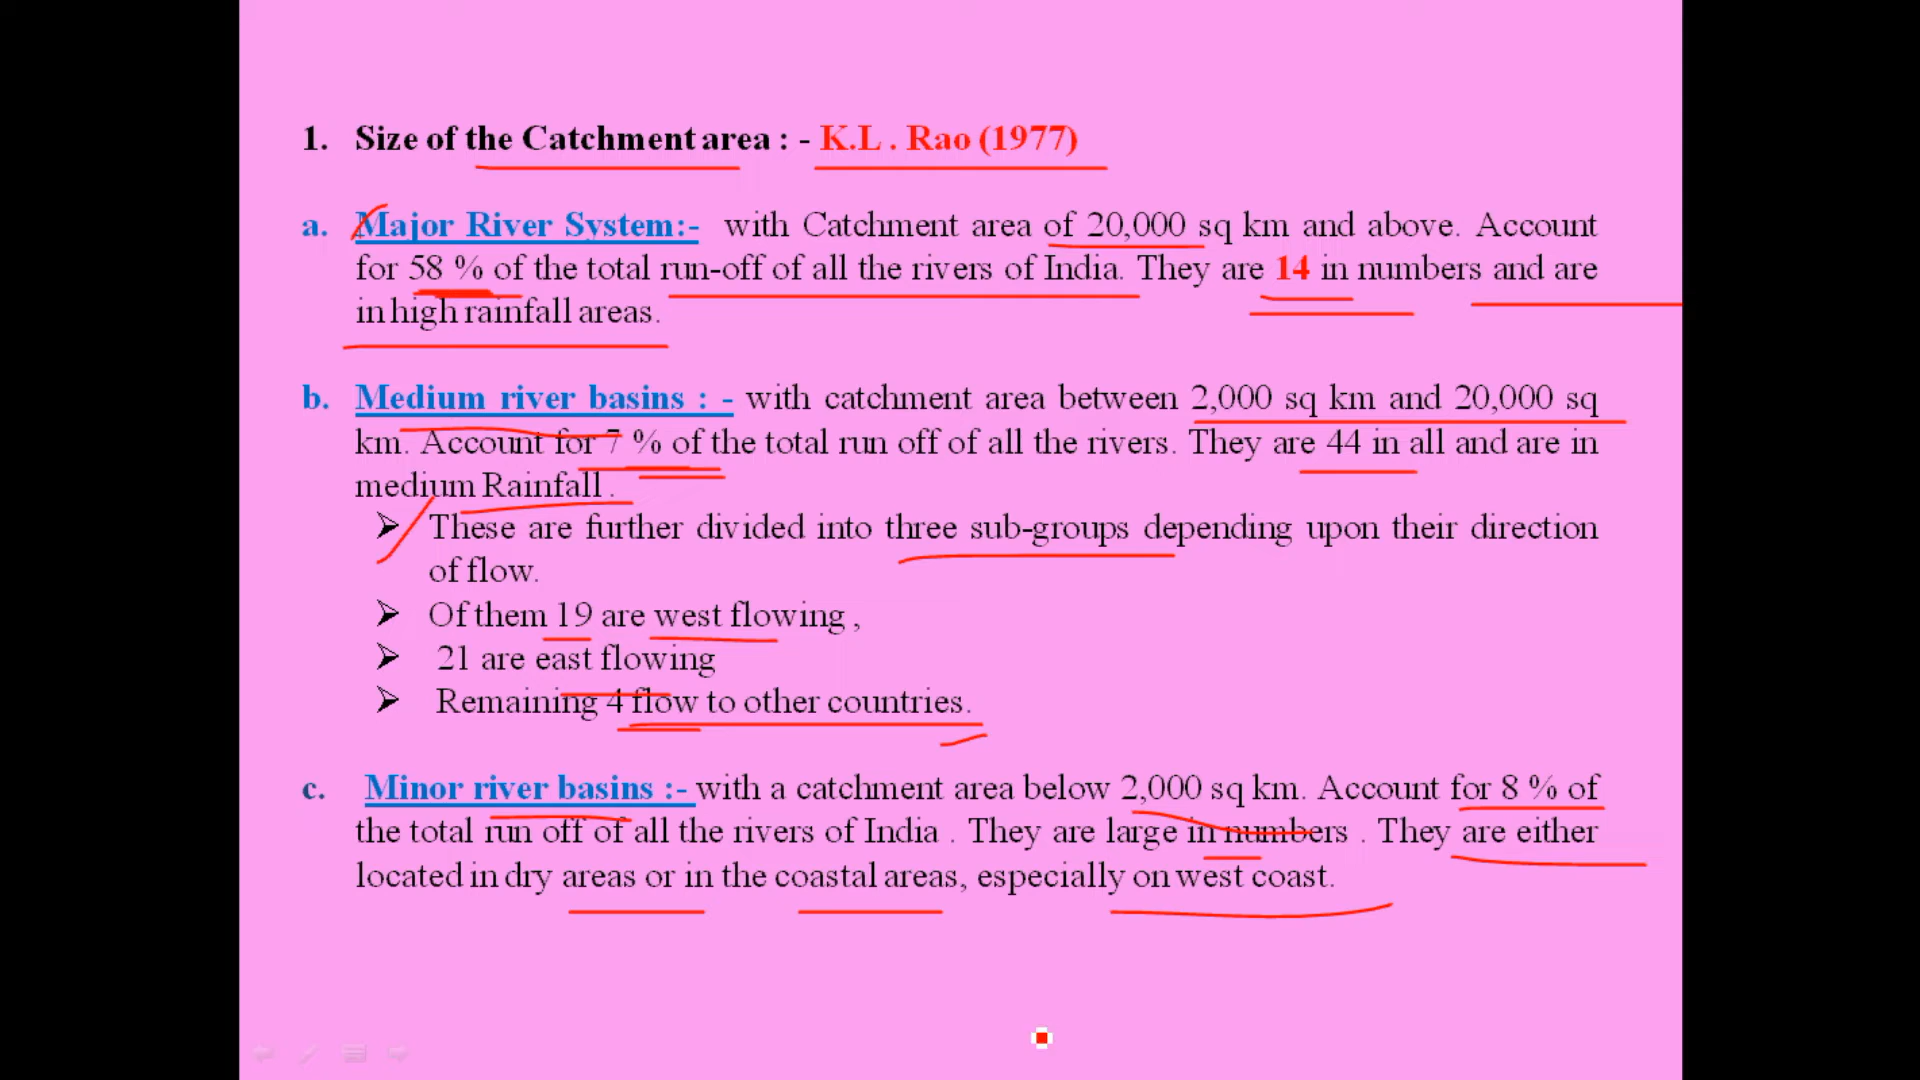 1. Size of the Catchment area : - K.L . Rao (1977)
a. Major River System:- with Catchment area of 20,000 sq km and above. Account
for 58 % of the total run-off of all the rivers of India. They are 14 in numbers and are
in high rainfall areas.
b. Medium river basins : - with catchment area between 2,000 sq km and 20,000 sq
km. Account for 7 % of the total run off of all the rivers. They are 44 in all and are in
medium Rainfall .
➢ These are further divided into three sub-groups depending upon their direction
of flow.
➢ Of them 19 are west flowing ,
➢ 21 are east flowing
➢ Remaining 4 flow to other countries.
c. Minor river basins :- with a catchment area below 2,000 sq km. Account for 8 % of
the total run off of all the rivers of India . They are large in numbers . They are either
located in dry areas or in the coastal areas, especially on west coast.